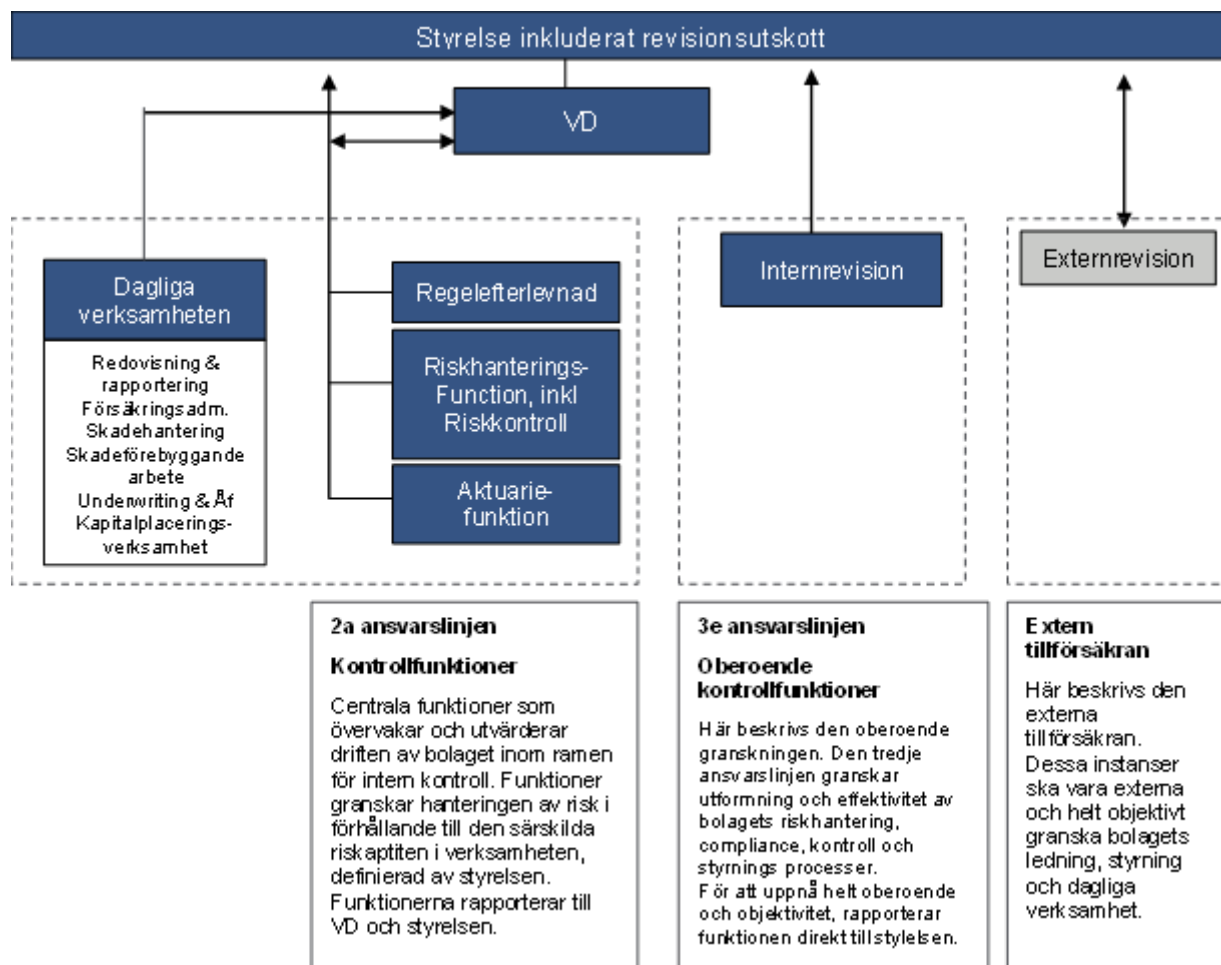 Styrelse inkluderat revisionsutskott
VD
Dagliga
verksamheten
Redovisning &
rapportering
Försäkringsadm.
Skadehantering
Skadeförebyggande
arbete
Underwriting & Åf
Kapitalplacerings-
verksamhet
Regelefterlevnad
Riskhanterings-
Function, inkl
Riskkontroll
Aktuarie-
funktion
Internrevision
Externrevision
2a ansvarslinjen
Kontrollfunktioner
Centrala funktioner som
övervakar och utvärderar
driften av bolaget inom ramen
för intern kontroll. Funktioner
granskar hanteringen av risk i
förhållande till den särskilda
riskaptiten i verksamheten,
definierad av styrelsen.
Funktionerna rapporterar till
VD och styrelsen.
3e ansvarslinjen
Oberoende
kontrollfunktioner
Här beskrivs den oberoende
granskningen. Den tredje
ansvarslinjen granskar
utformning och effektivitet av
bolagets riskhantering,
compliance, kontroll och
styrnings processer.
För att uppnå helt oberoende
och objektivitet, rapporterar
funktionen direkt till stylelsen.
Extern
tillförsäkran
Här beskrivs den
externa
tillförsäkran.
Dessa instanser
ska vara externa
och helt objektivt
granska bolagets
ledning, styrning
och dagliga
verksamhet.